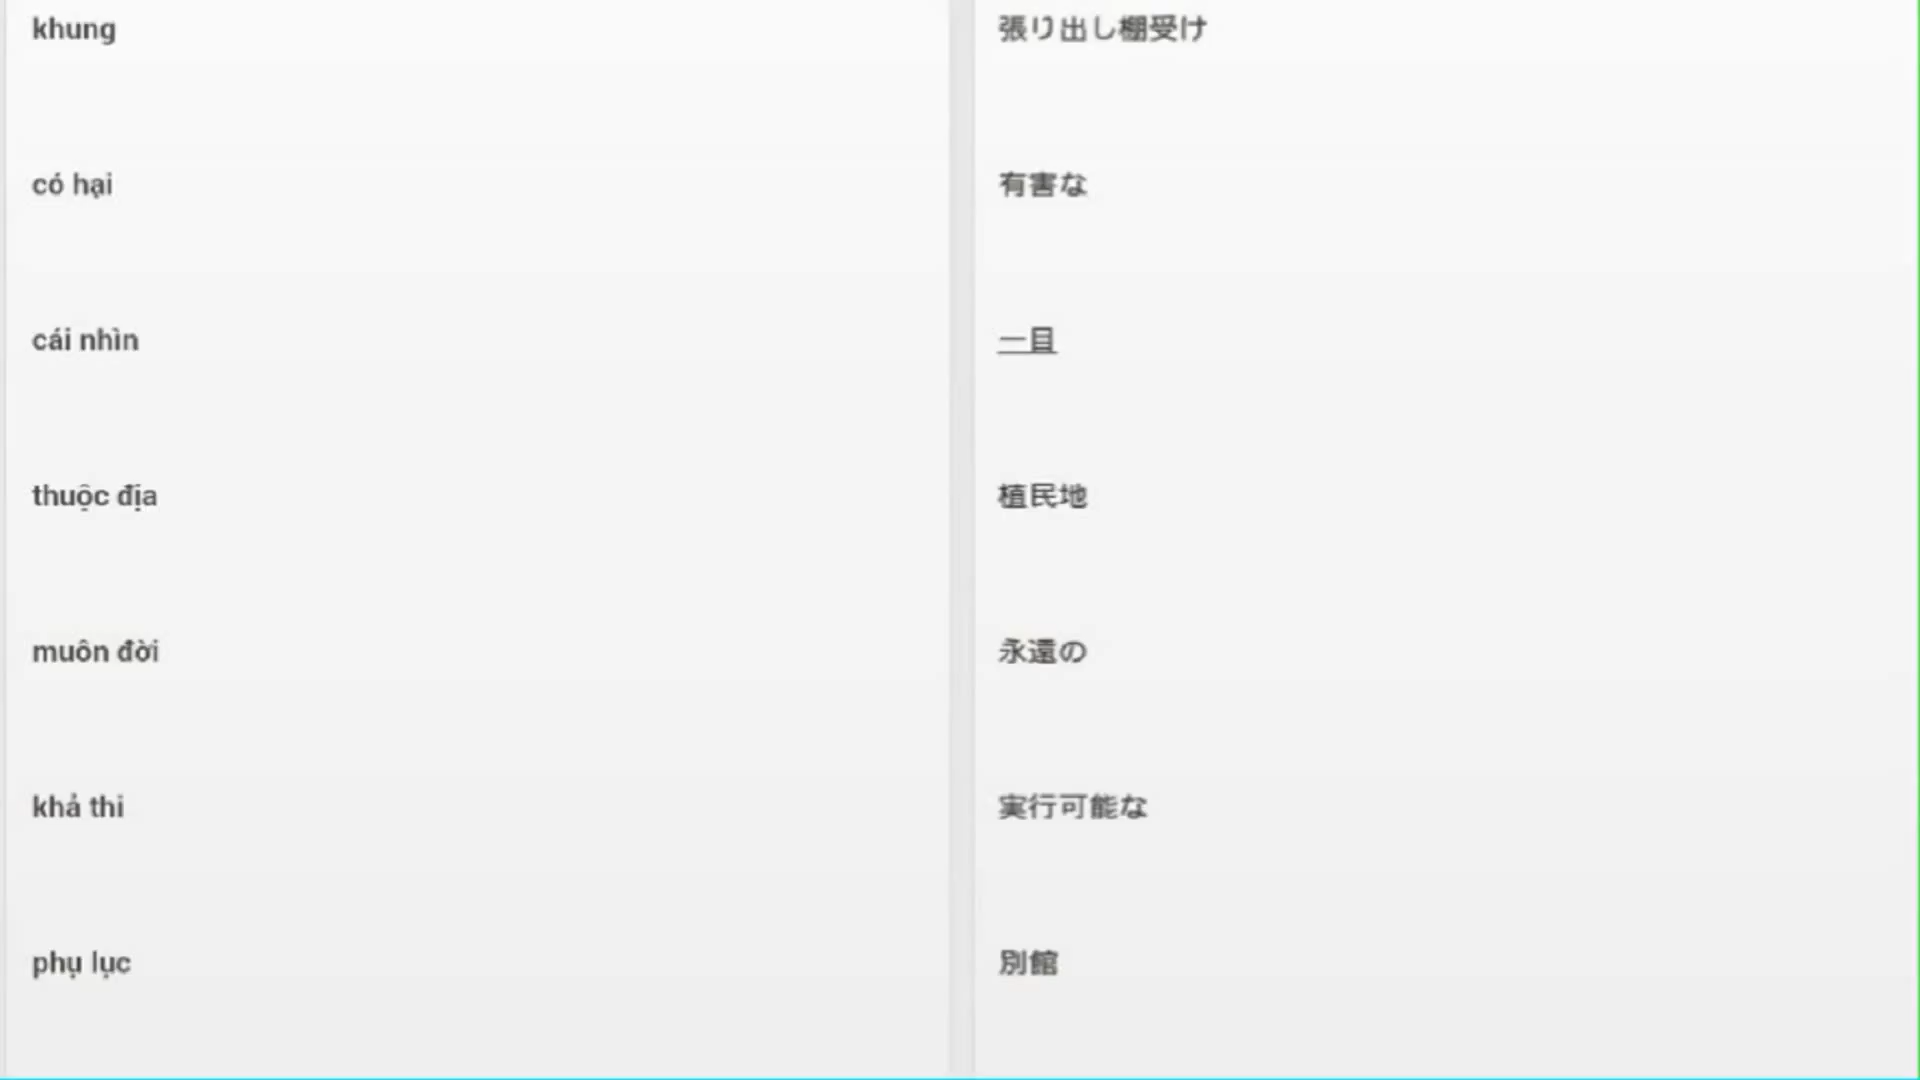 khung
張り出し棚受け
có hại
有害な
cái nhìn
一目
thuộc địa
植民地
muôn đời
永遠の
khả thi
実行可能な
phụ lục
別館